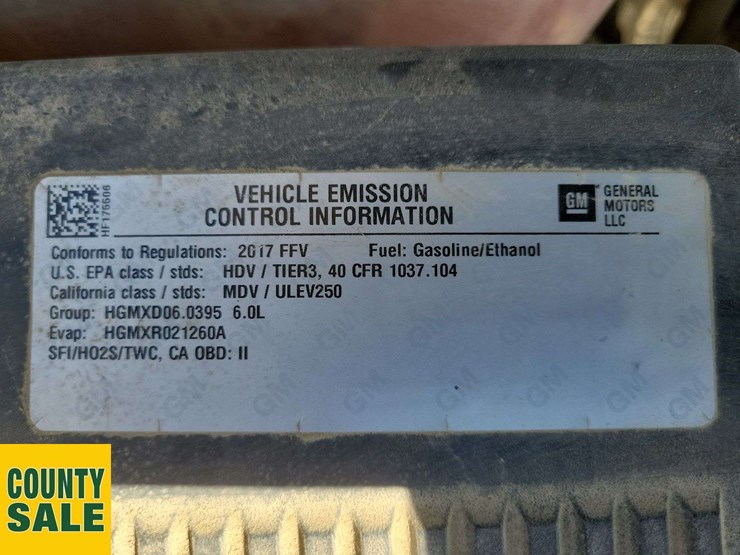 VEHICLE EMISSION
CONTROL INFORMATION
GM
GENERAL
MOTORS
LLC
HF175506
Conforms to Regulations: 2017 FFV Fuel: Gasoline/Ethanol
U.S. EPA class / stds: HDV / TIER3, 40 CFR 1037.104
California class / stds: MDV / ULEV250
Group: HGMXD06.0395 6.0L
Evap: HGMXR021260A
SFI/HO2S/TWC, CA OBD: II
COUNTY
SALE